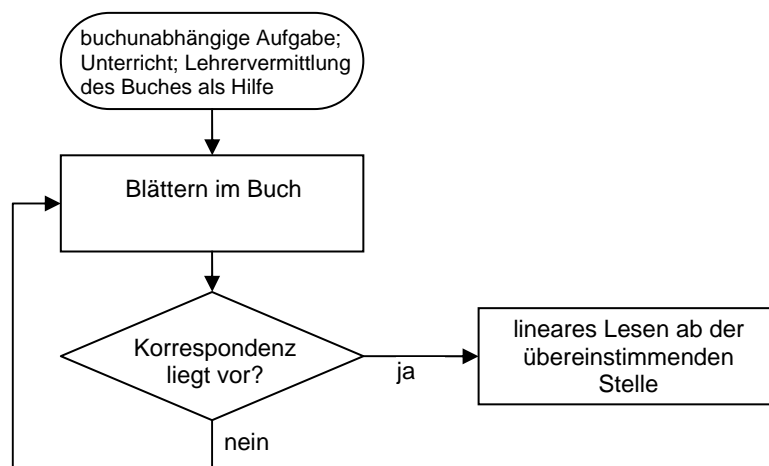 buchunabhängige Aufgabe;
Unterricht; Lehrervermittlung
des Buches als Hilfe
Blättern im Buch
Korrespondenz
liegt vor?
ja
lineares Lesen ab der
übereinstimmenden
Stelle
nein